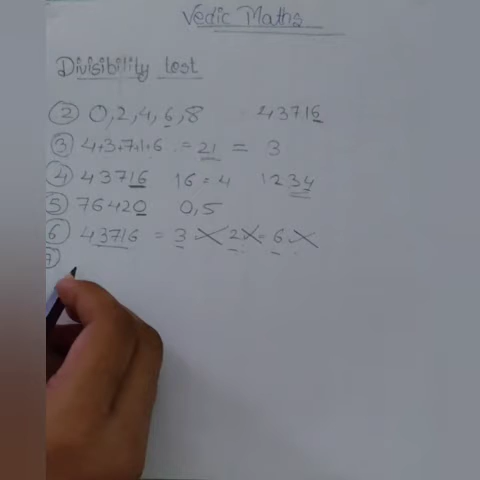 Vedic Maths
Divisibility test
② 0,2,4,6,8 43716
③ 4+3+7+1+6 = 21 = 3
④ 43716 16 = 4 1234
⑤ 76420 0,5
⑥ 43716 = 3 X 2X = 6 X
⑦